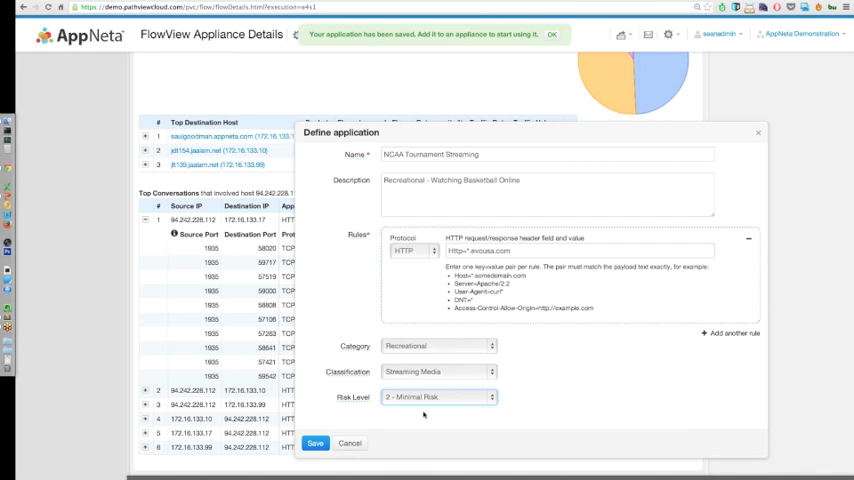 https://demo.pathviewcloud.com/pvc/flow/flowDetails.html?execution=e4s1
AppNeta
FlowView Appliance Details
Your application has been saved. Add it to an appliance to start using it. OK
seanadmin
AppNeta Demonstration
# Top Destination Host
1 saulgoodman.appneta.com (172.16.133.1
2 jdt154.jaalam.net (172.16.133.10)
3 jt139.jaalam.net (172.16.133.99)
Top Conversations that involved host 94.242.228.11
# Source IP Destination IP Ap
1 94.242.228.112 172.16.133.17 HTT
Source Port Destination Port Pr
1935 58020 TCP
1935 59717 TCP
1935 57519 TCP
1935 59000 TCP
1935 58808 TCP
1935 57108 TCP
1935 57263 TCP
1935 58641 TCP
1935 57421 TCP
1935 59542 TCP
2 94.242.228.112 172.16.133.10 HTT
3 94.242.228.112 172.16.133.99 HTT
4 172.16.133.10 94.242.228.112 HTT
5 172.16.133.17 94.242.228.112 HTT
6 172.16.133.99 94.242.228.112 HTT
Define application
×
Name * NCAA Tournament Streaming
Description Recreational - Watching Basketball Online
Rules*
Protocol HTTP request/response header field and value
HTTP Http=*.evousa.com
Enter one key=value pair per rule. The pair must match the payload text exactly, for example:
• Host=*.somedomain.com
• Server=Apache/2.2
• User-Agent=curl*
• DNT=*
• Access-Control-Allow-Origin=http://example.com
+ Add another rule
Category Recreational
Classification Streaming Media
Risk Level 2 - Minimal Risk
Save Cancel